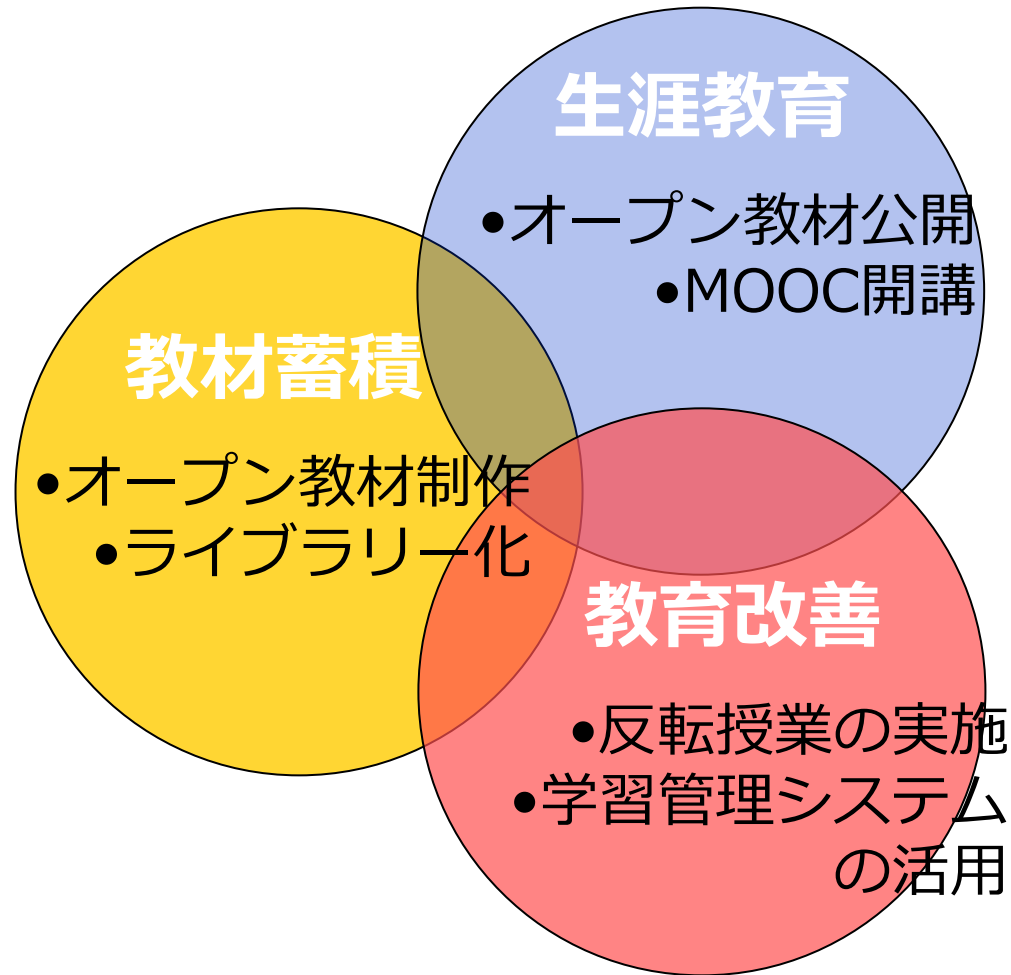 生涯教育
•オープン教材公開
•MOOC開講
教材蓄積
•オープン教材制作
•ライブラリー化
教育改善
•反転授業の実施
•学習管理システム
の活用